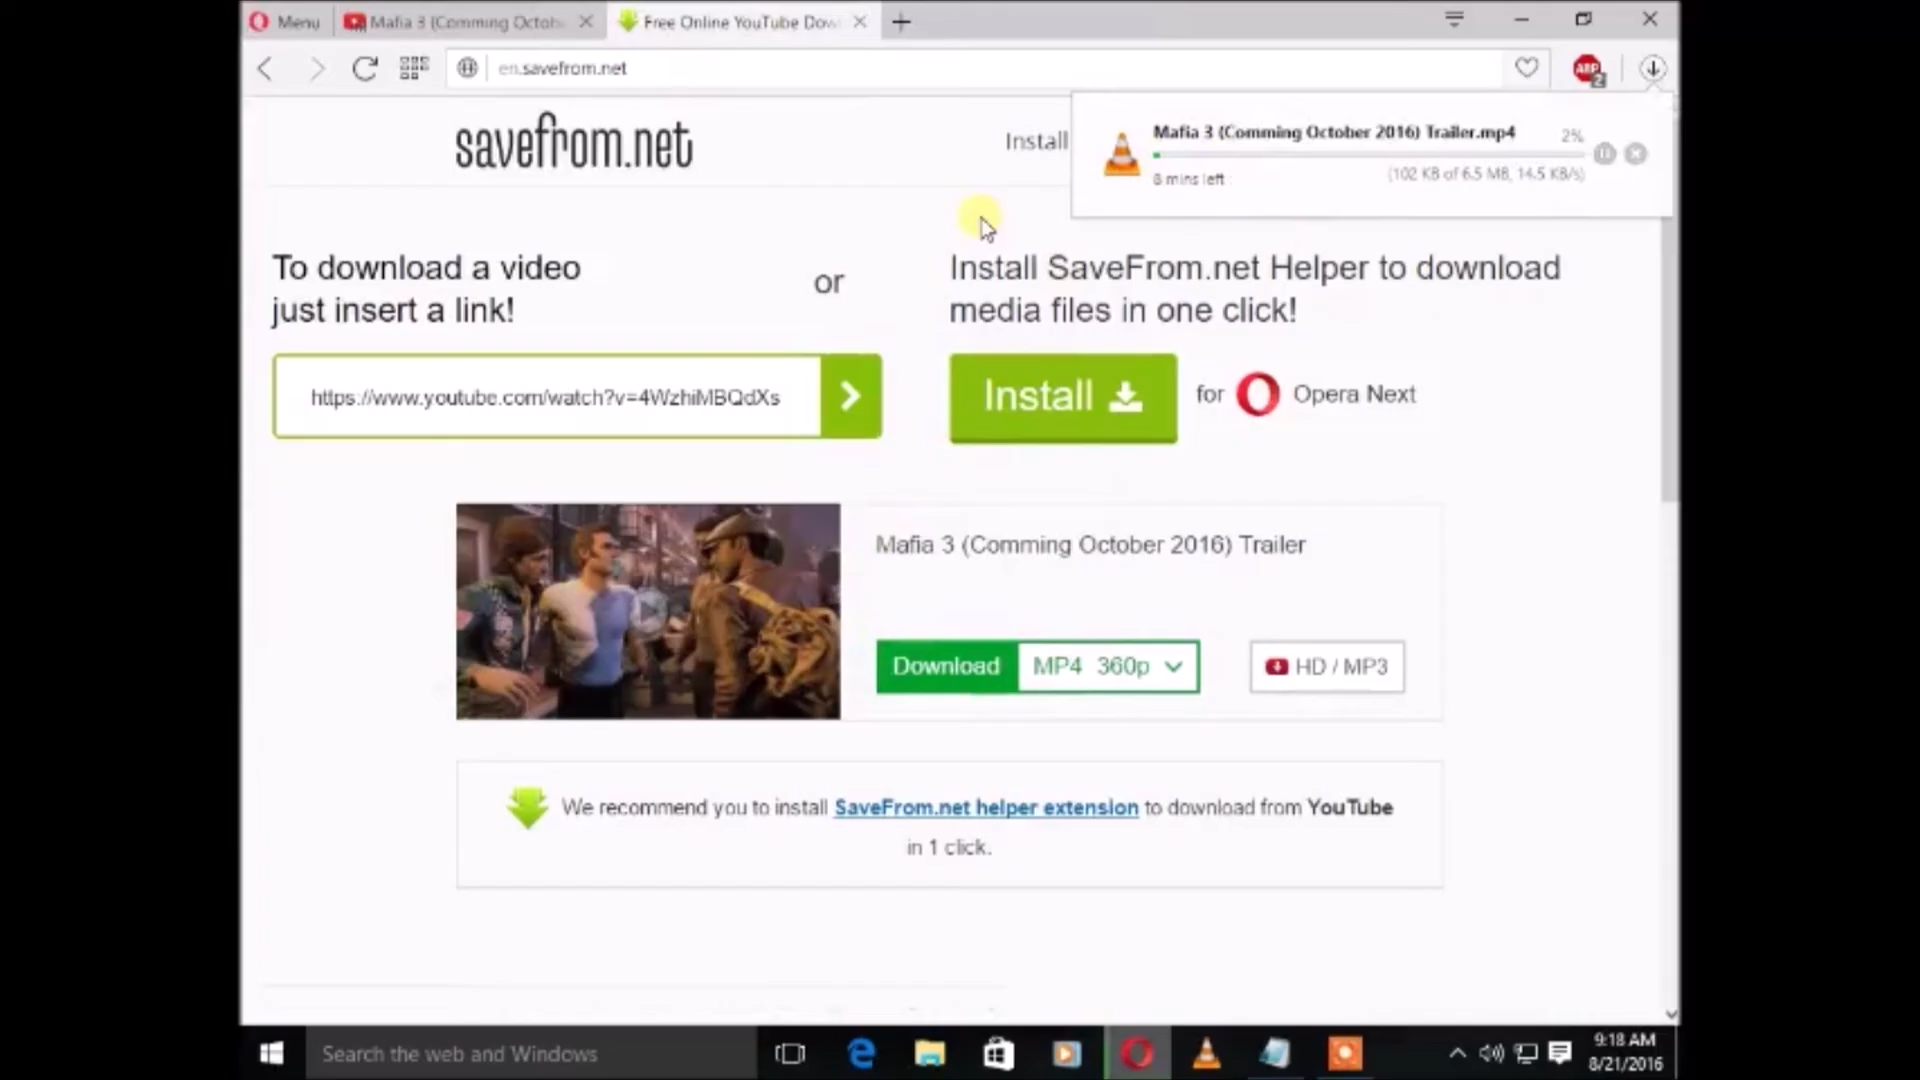 Menu
Mafia 3 (Comming Octob
Free Online YouTube Dow
en.savefrom.net
ABP
2
savefrom.net
Install
Mafia 3 (Comming October 2016) Trailer.mp4
2%
8 mins left
(102 KB of 6.5 MB, 14.5 KB/s)
To download a video
just insert a link!
or
Install SaveFrom.net Helper to download
media files in one click!
https://www.youtube.com/watch?v=4WzhiMBQdXs
Install
for
Opera Next
Mafia 3 (Comming October 2016) Trailer
Download
MP4 360p
HD / MP3
We recommend you to install SaveFrom.net helper extension to download from YouTube
in 1 click.
Search the web and Windows
9:18 AM
8/21/2016